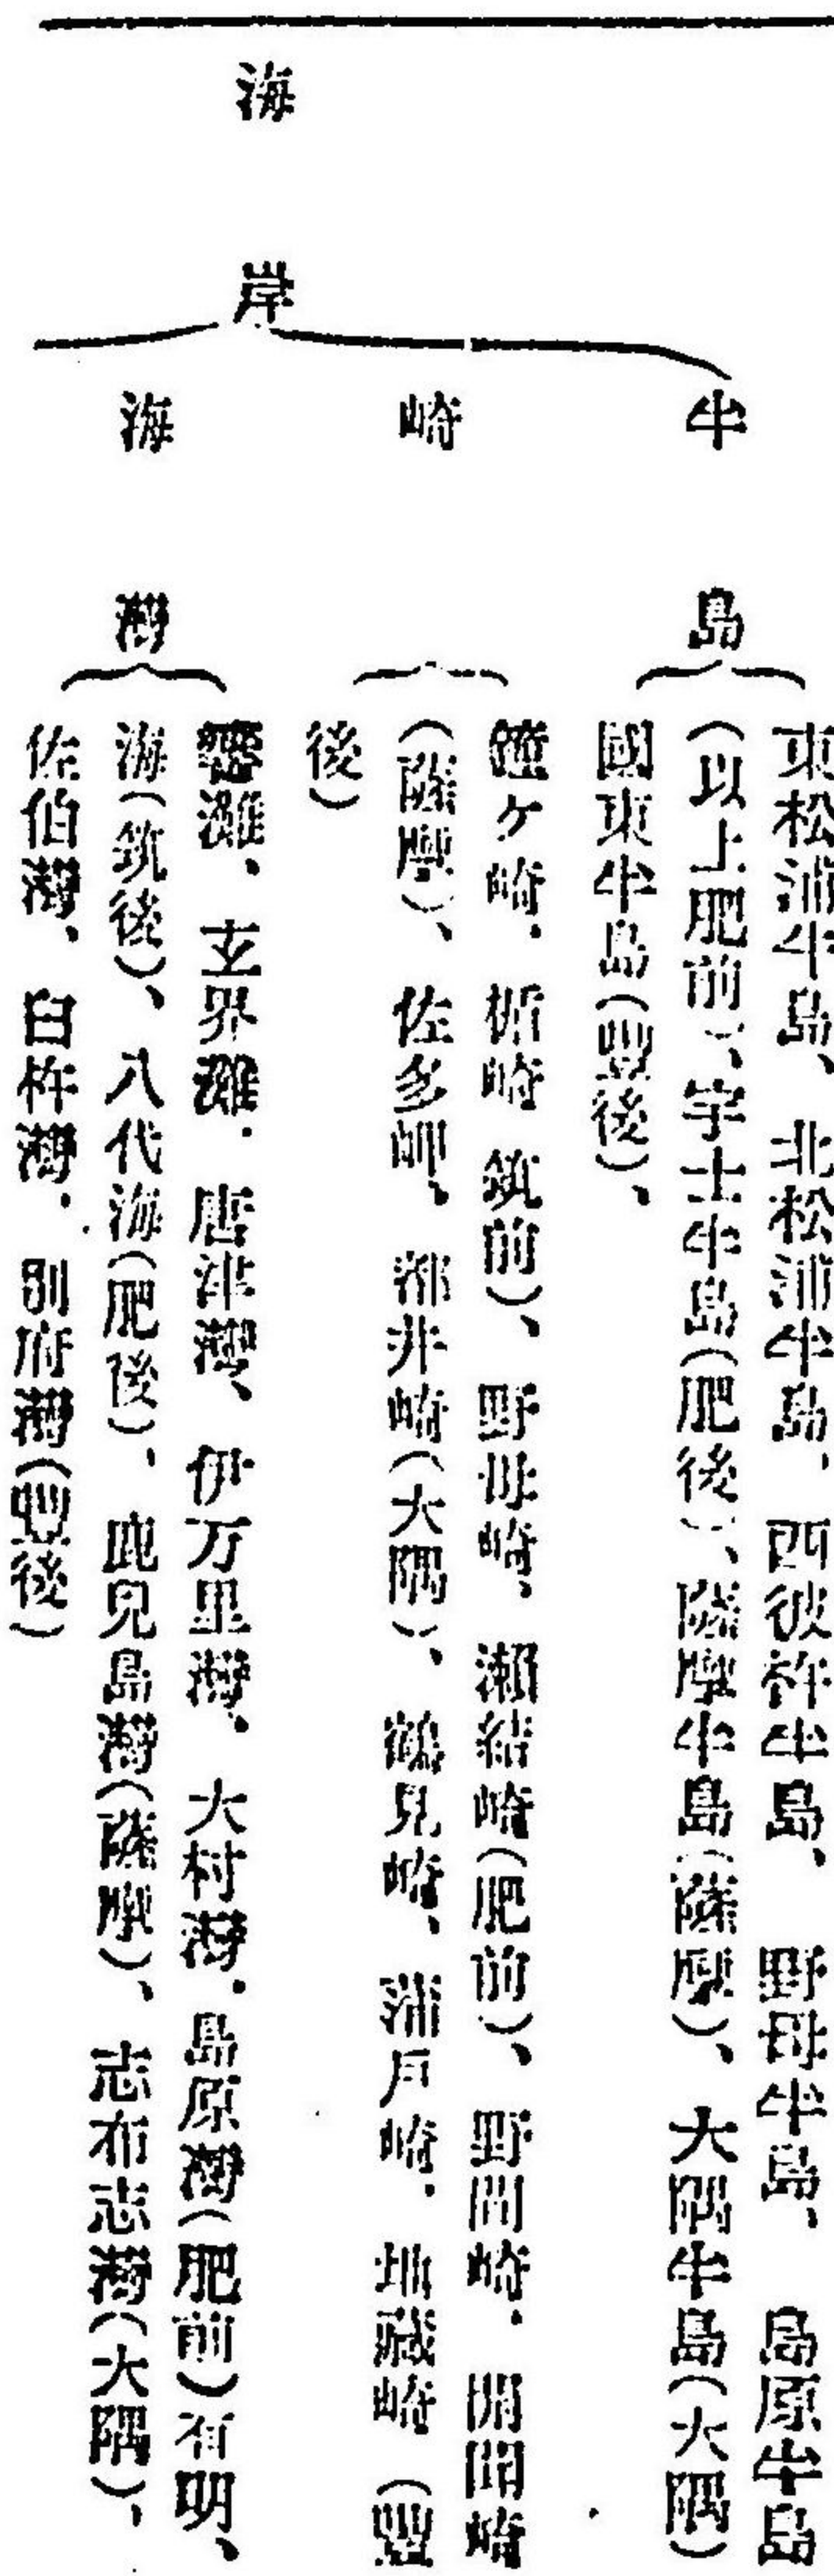 海岸
半島
東松浦半島、北松浦半島、西彼杵半島、野母半島、島原半島
(以上肥前)、宇土半島(肥後)、薩摩半島(薩摩)、大隅半島(大隅)
國東半島(豐後)、
崎
鐘ヶ崎、楯崎 筑前)、野母崎、瀨結崎(肥前)、野間崎、開聞崎
(薩摩)、佐多岬、都井崎(大隅)、鶴見崎、蒲戶崎、地藏崎(豐
後)
海灣
響灘、玄界灘、唐津灣、伊万里灣、大村灣、島原灣(肥前)有明、
海(筑後)、八代海(肥後)、鹿兒島灣(薩摩)、志布志灣(大隅)、
佐伯灣、臼杵灣、別府灣(豐後)